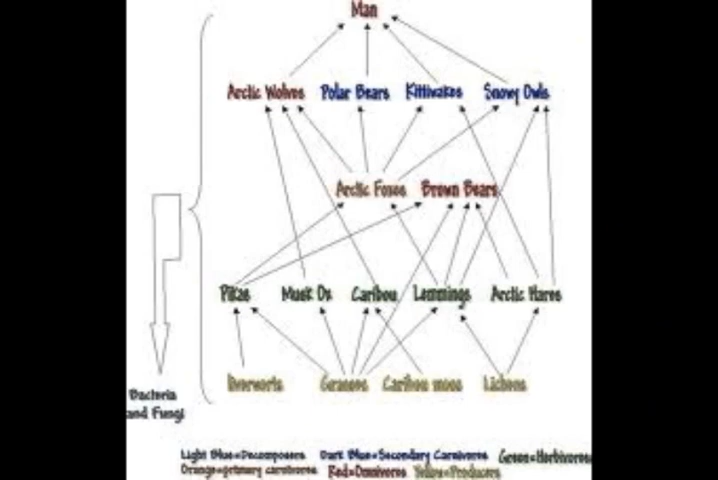 Man
Arctic Wolves Polar Bears Kittiwakes Snowy Owls
Arctic Foxes Brown Bears
Pikas Musk Ox Caribou Lemmings Arctic Hares
liverworts Grasses Caribou moss Lichens
Bacteria
and Fungi
Light Blue=Decomposers Dark Blue=Secondary Carnivores Green=Herbivores
Orange=primary carnivores Red=Omnivores Yellow=Producers